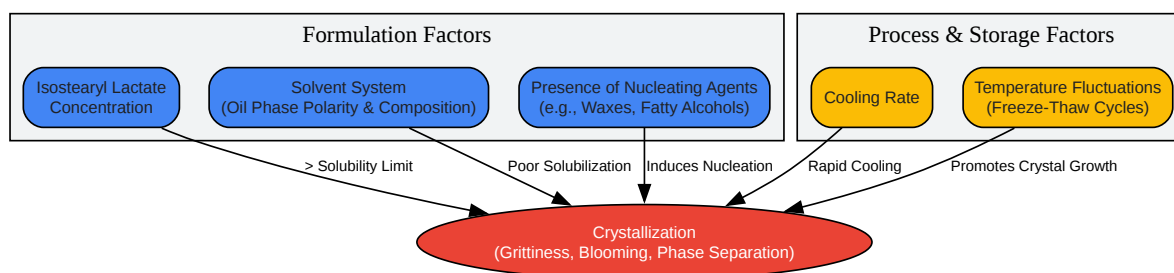 Formulation Factors
Process & Storage Factors
Isostearyl Lactate
Concentration
Solvent System
(Oil Phase Polarity & Composition)
Presence of Nucleating Agents
(e.g., Waxes, Fatty Alcohols)
Cooling Rate
Temperature Fluctuations
(Freeze-Thaw Cycles)
> Solubility Limit
Poor Solubilization
Induces Nucleation
Rapid Cooling
Promotes Crystal Growth
Crystallization
(Grittiness, Blooming, Phase Separation)